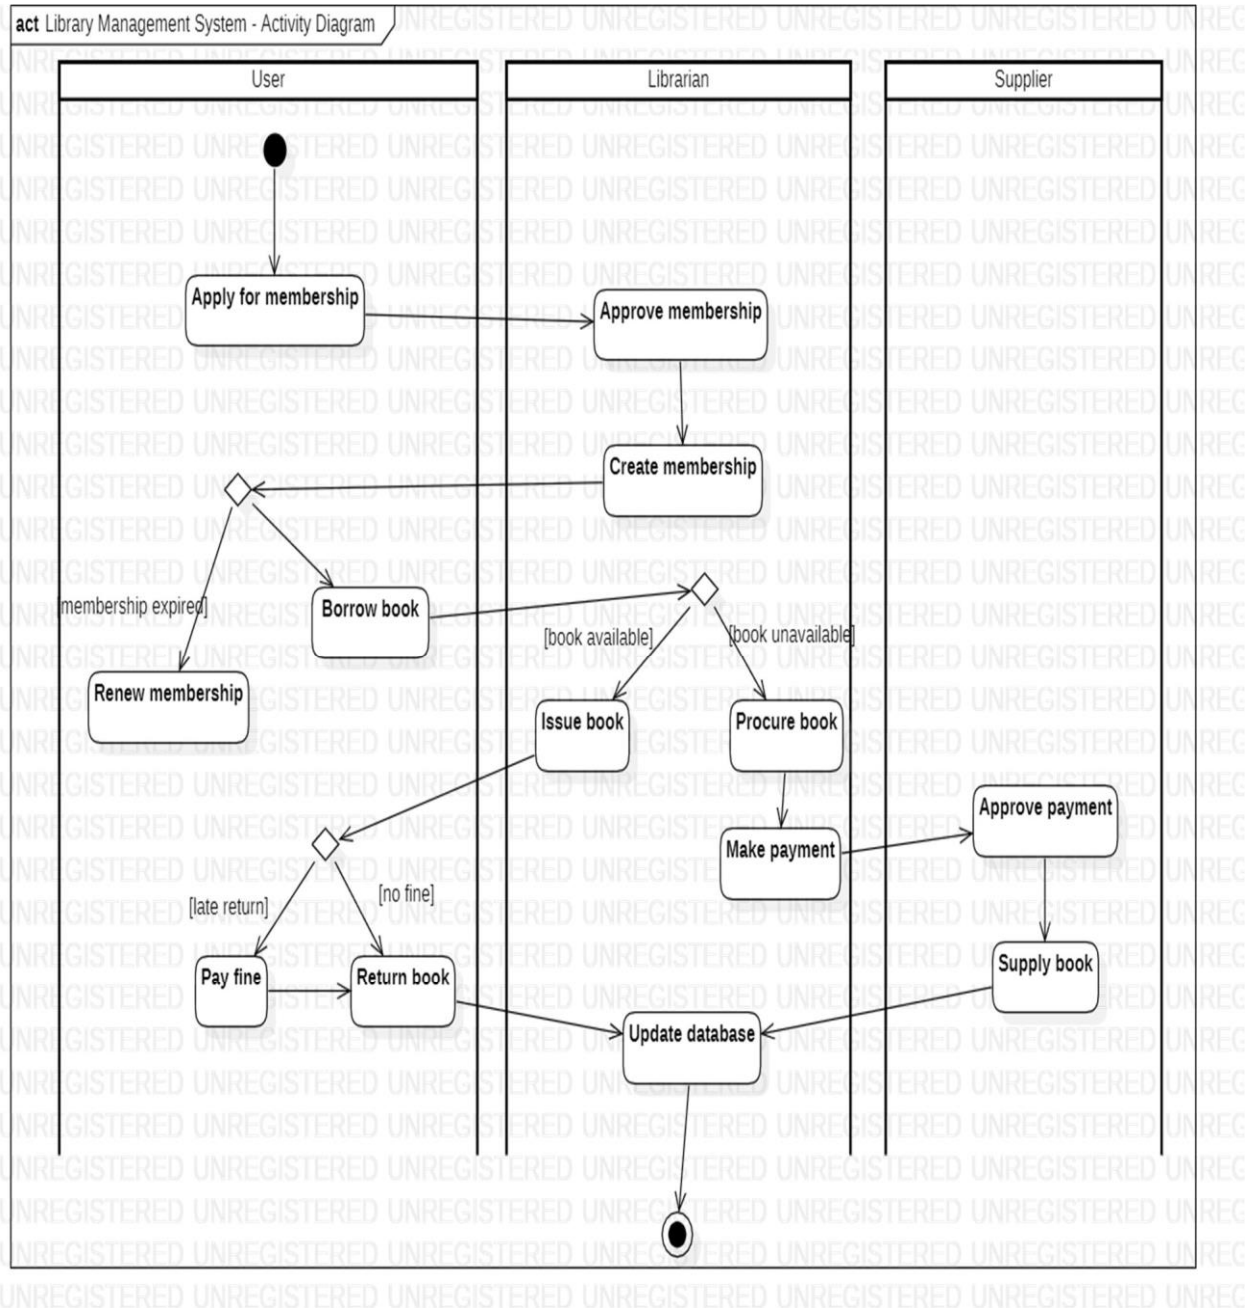 act Library Management System - Activity Diagram
User
Librarian
Supplier
Apply for membership
Approve membership
Create membership
[membership expired]
Borrow book
[book available]
[book unavailable]
Renew membership
Issue book
Procure book
Approve payment
Make payment
[late return]
[no fine]
Pay fine
Return book
Supply book
Update database
UNREGISTERED